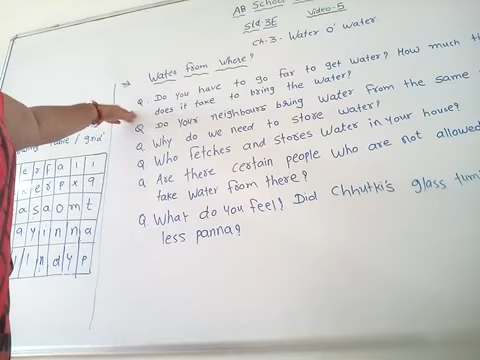 AB School
Std-3E Video-5
Ch-3- Water O' Water.
→ Water from where?
Q. Do you have to go far to get water? How much
does it take to bring the water?
Q Do your neighbours bring water from the same
Q. Why do we need to store water?
Q Who fetches and stores water in your house?
Q Are there certain people who are not allowed
take water from there?
Q. What do you feel? Did Chhutki's glass
less panna?
/ grid
e r f a l l
e r p x q
a s a o m t
a y i n n a
l i n d y p